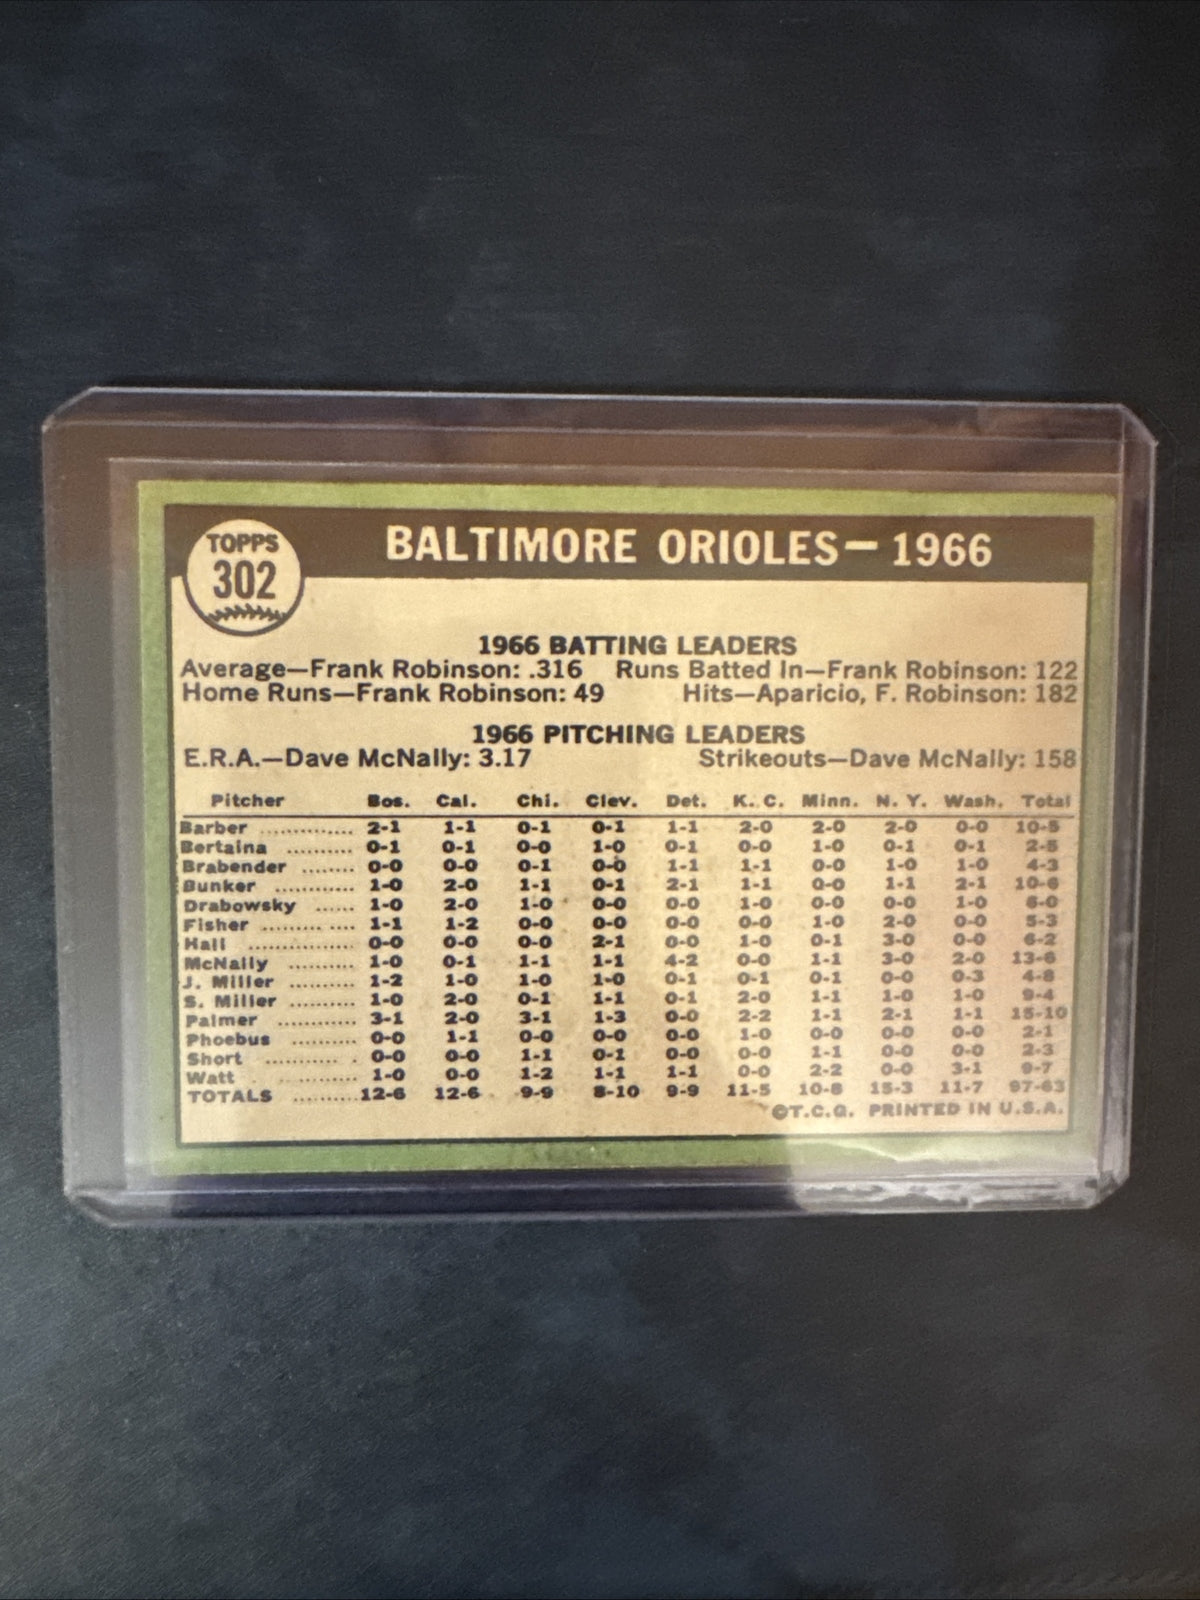 TOPPS
302
BALTIMORE ORIOLES—1966
1966 BATTING LEADERS
Average—Frank Robinson: .316 Runs Batted In—Frank Robinson: 122
Home Runs—Frank Robinson: 49 Hits—Aparicio, F. Robinson: 182
1966 PITCHING LEADERS
E.R.A.—Dave McNally: 3.17 Strikeouts—Dave McNally: 158
Pitcher Bos. Cal. Chi. Clev. Det. K. C. Minn. N. Y. Wash. Total
Barber .............. 2-1 1-1 0-1 0-1 1-1 2-0 2-0 2-0 0-0 10-5
Bertaina ........... 0-1 0-1 0-0 1-0 0-1 0-0 1-0 0-1 0-1 2-5
Brabender ........ 0-0 0-0 0-1 0-0 1-1 1-1 0-0 1-0 1-0 4-3
Bunker ............ 1-0 2-0 1-1 0-1 2-1 1-1 0-0 1-1 2-1 10-6
Drabowsky ...... 1-0 2-0 1-0 0-0 0-0 1-0 0-0 0-0 1-0 6-0
Fisher ......... .... 1-1 1-2 0-0 0-0 0-0 0-0 1-0 2-0 0-0 5-3
Hall ................ 0-0 0-0 0-0 2-1 0-0 1-0 0-1 3-0 0-0 6-2
McNally .......... 1-0 0-1 1-1 1-1 4-2 0-0 1-1 3-0 2-0 13-6
J. Miller .......... 1-2 1-0 1-0 1-0 0-1 0-1 0-1 0-0 0-3 4-8
S. Miller .......... 1-0 2-0 0-1 1-1 0-1 2-0 1-1 1-0 1-0 9-4
Palmer ............ 3-1 2-0 3-1 1-3 0-0 2-2 1-1 2-1 1-1 15-10
Phoebus .......... 0-0 1-1 0-0 0-0 0-0 1-0 0-0 0-0 0-0 2-1
Short ........... . 0-0 0-0 1-1 0-1 0-0 0-0 1-1 0-0 0-0 2-3
Watt . ............ 1-0 0-0 1-2 1-1 1-1 0-0 2-2 0-0 3-1 9-7
TOTALS ..........12-6 12-6 9-9 8-10 9-9 11-5 10-8 15-3 11-7 97-63
©T.C.G. PRINTED IN U.S.A.